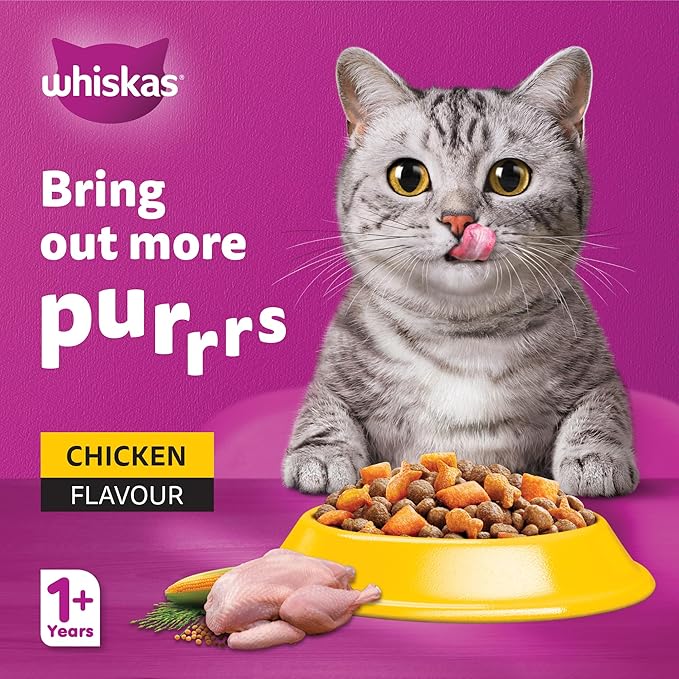 whiskas®
Bring
out more
purrrs
CHICKEN
FLAVOUR
1+
Years